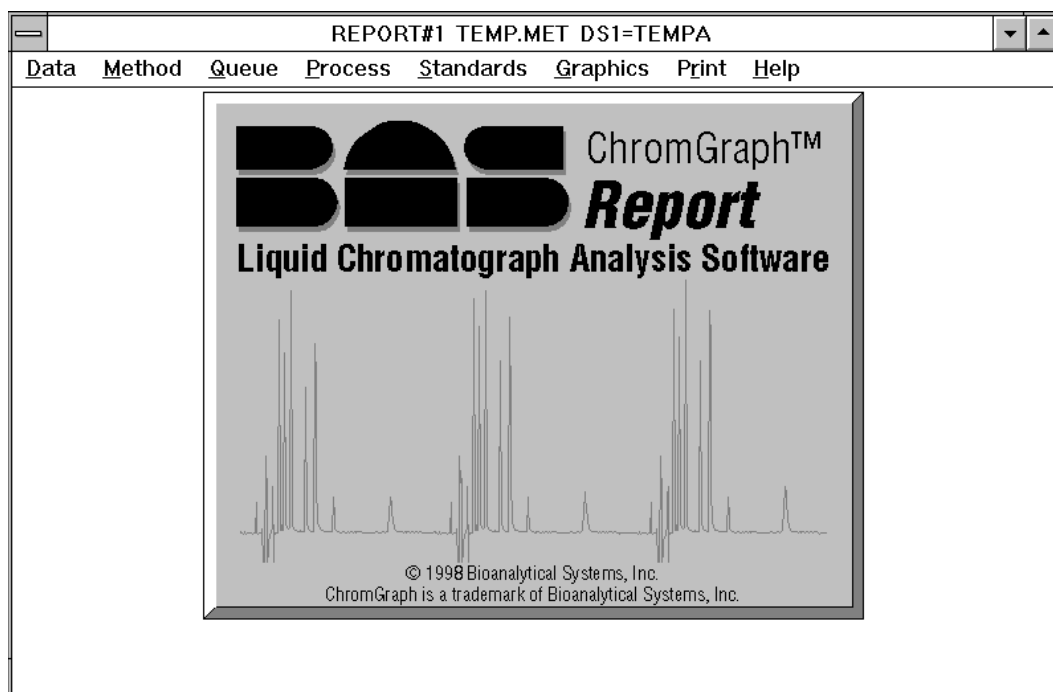 REPORT#1 TEMP.MET DS1=TEMPA
Data Method Queue Process Standards Graphics Print Help
BAS ChromGraph™
Report
Liquid Chromatograph Analysis Software
© 1998 Bioanalytical Systems, Inc.
ChromGraph is a trademark of Bioanalytical Systems, Inc.